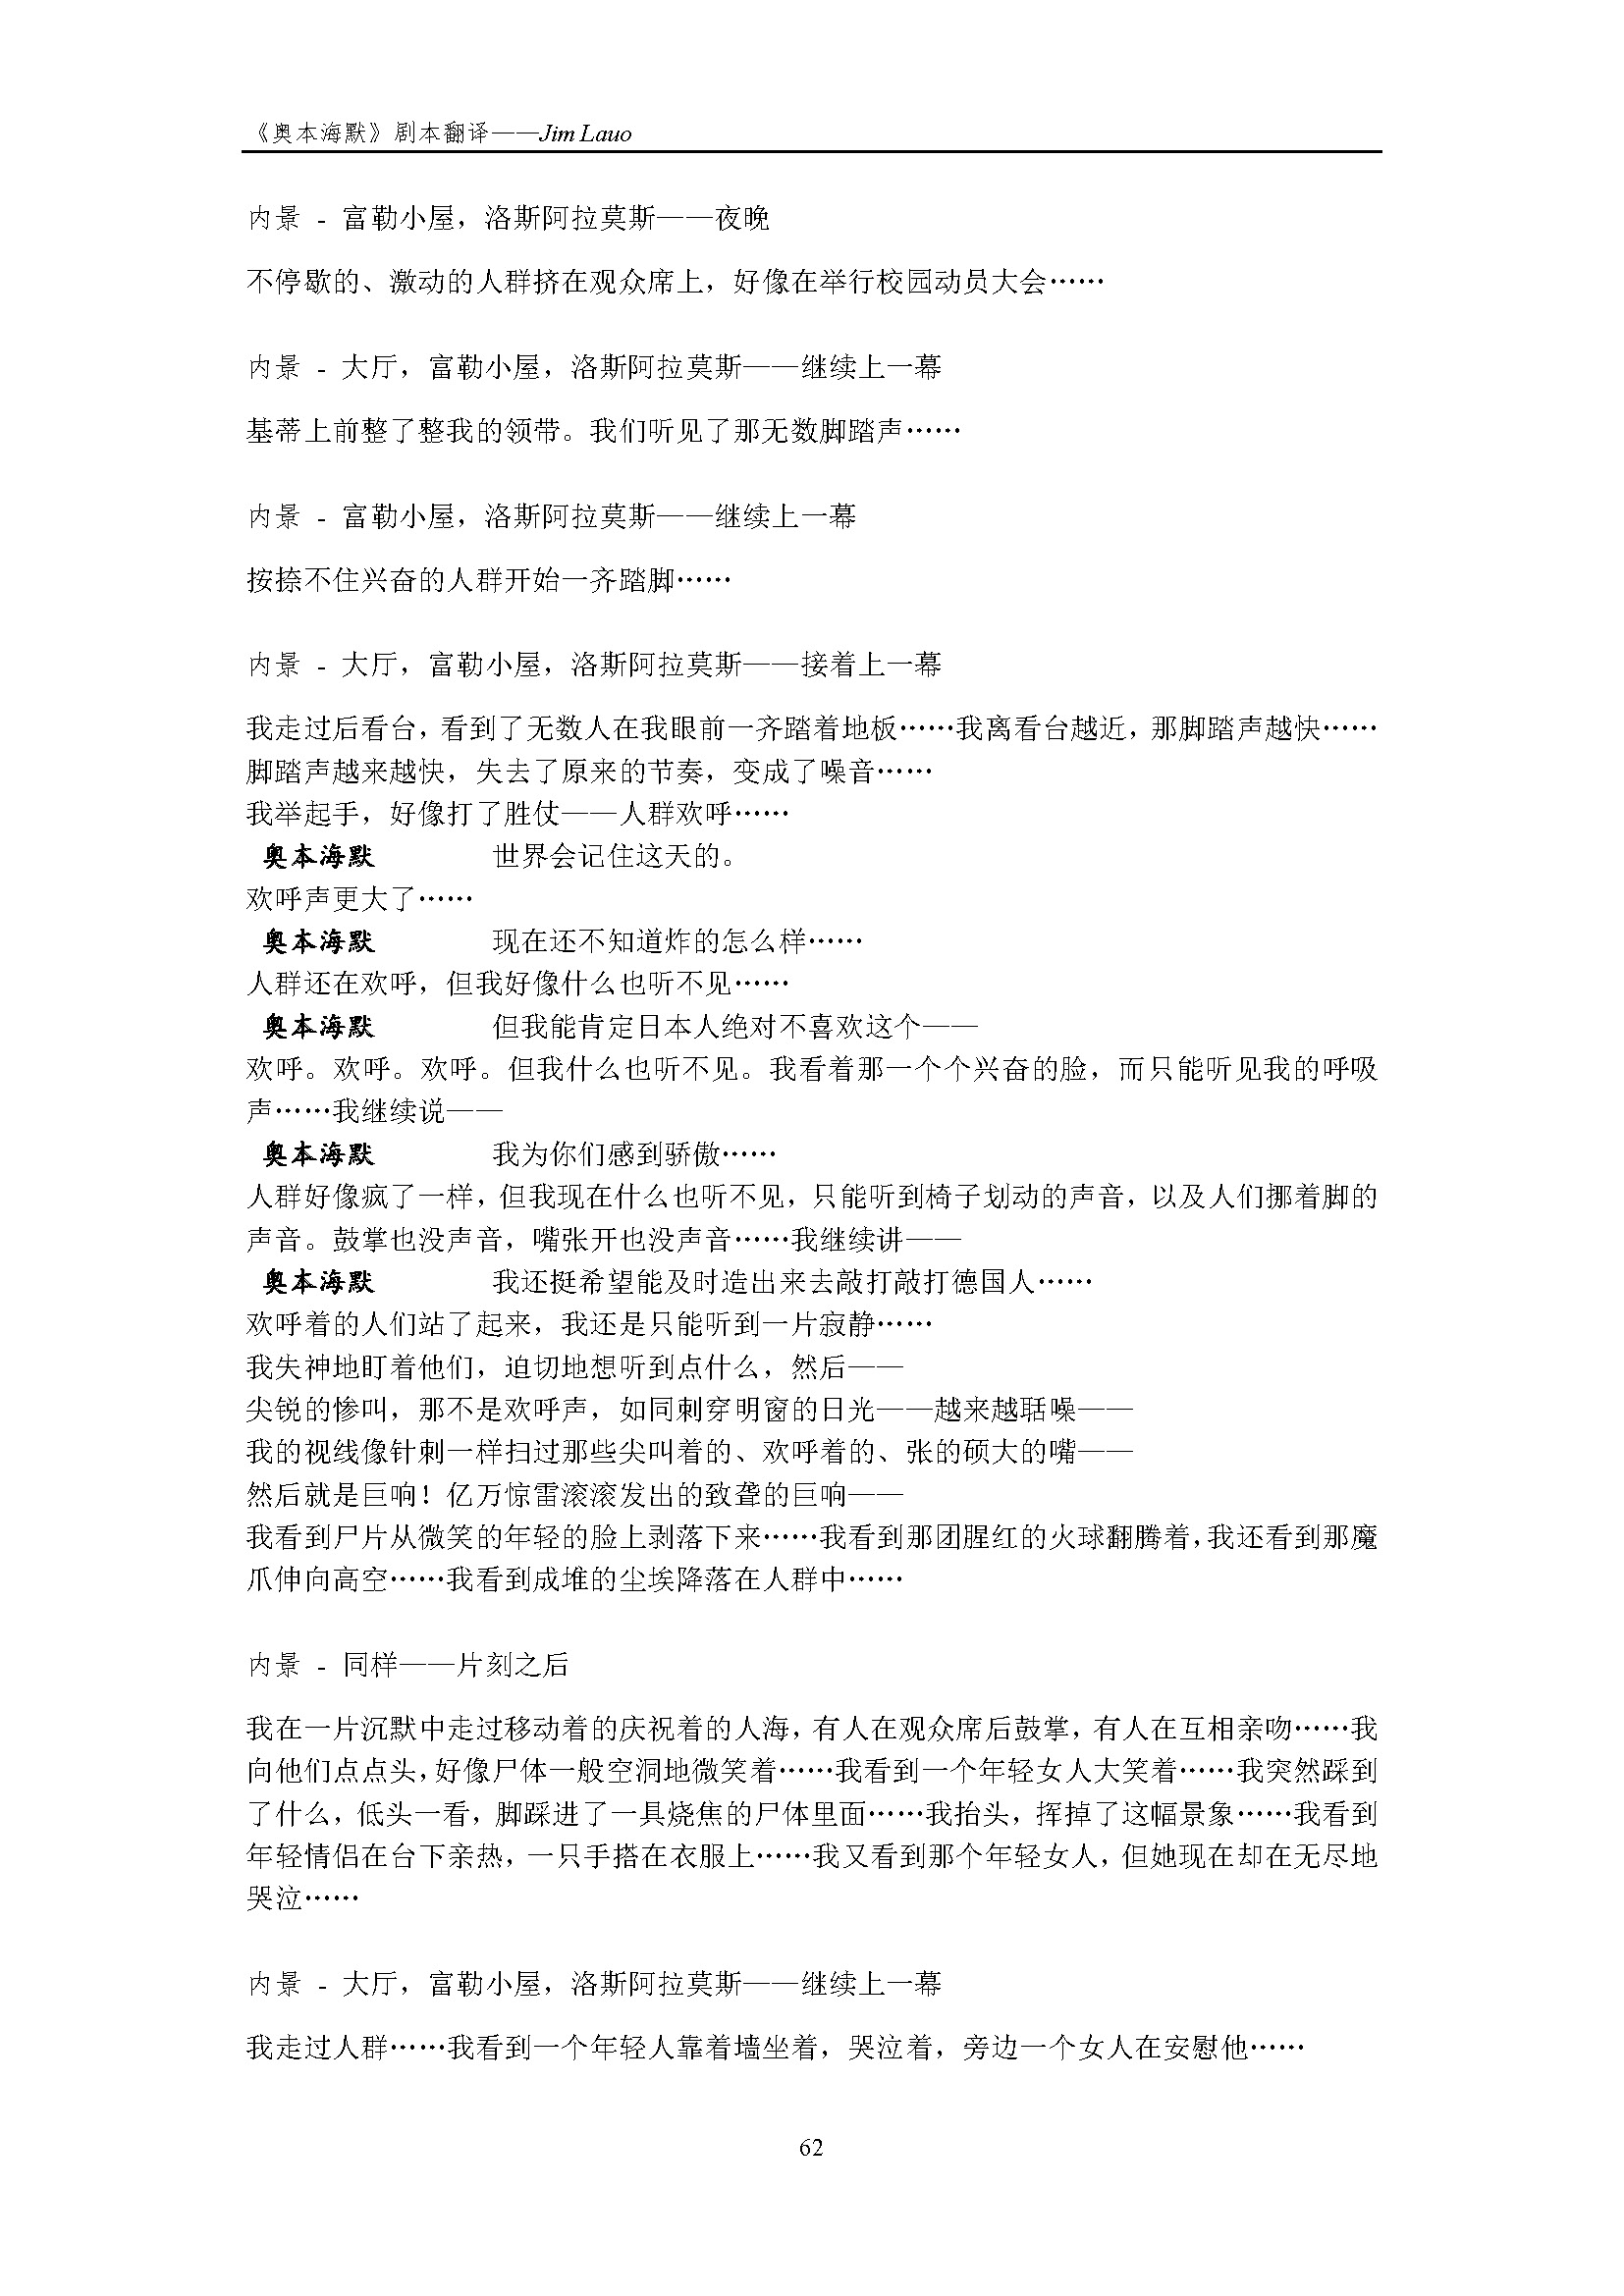 《奥本海默》剧本翻译——Jim Lauo
内景 - 富勒小屋，洛斯阿拉莫斯——夜晚
不停歇的、激动的人群挤在观众席上，好像在举行校园动员大会……
内景 - 大厅，富勒小屋，洛斯阿拉莫斯——继续上一幕
基蒂上前整了整我的领带。我们听见了那无数脚踏声……
内景 - 富勒小屋，洛斯阿拉莫斯——继续上一幕
按捺不住兴奋的人群开始一齐踏脚……
内景 - 大厅，富勒小屋，洛斯阿拉莫斯——接着上一幕
我走过后看台，看到了无数人在我眼前一齐踏着地板……我离看台越近，那脚踏声越快……
脚踏声越来越快，失去了原来的节奏，变成了噪音……
我举起手，好像打了胜仗——人群欢呼……
奥本海默 世界会记住这天的。
欢呼声更大了……
奥本海默 现在还不知道炸的怎么样……
人群还在欢呼，但我好像什么也听不见……
奥本海默 但我能肯定日本人绝对不喜欢这个——
欢呼。欢呼。欢呼。但我什么也听不见。我看着那一个个兴奋的脸，而只能听见我的呼吸
声……我继续说——
奥本海默 我为你们感到骄傲……
人群好像疯了一样，但我现在什么也听不见，只能听到椅子划动的声音，以及人们挪着脚的
声音。鼓掌也没声音，嘴张开也没声音……我继续讲——
奥本海默 我还挺希望能及时造出来去敲打敲打德国人……
欢呼着的人们站了起来，我还是只能听到一片寂静……
我失神地盯着他们，迫切地想听到点什么，然后——
尖锐的惨叫，那不是欢呼声，如同刺穿明窗的日光——越来越聒噪——
我的视线像针刺一样扫过那些尖叫着的、欢呼着的、张的硕大的嘴——
然后就是巨响！亿万惊雷滚滚发出的致聋的巨响——
我看到尸片从微笑的年轻的脸上剥落下来……我看到那团腥红的火球翻腾着，我还看到那魔
爪伸向高空……我看到成堆的尘埃降落在人群中……
内景 - 同样——片刻之后
我在一片沉默中走过移动着的庆祝着的人海，有人在观众席后鼓掌，有人在互相亲吻……我
向他们点点头，好像尸体一般空洞地微笑着……我看到一个年轻女人大笑着……我突然踩到
了什么，低头一看，脚踩进了一具烧焦的尸体里面……我抬头，挥掉了这幅景象……我看到
年轻情侣在台下亲热，一只手搭在衣服上……我又看到那个年轻女人，但她现在却在无尽地
哭泣……
内景 - 大厅，富勒小屋，洛斯阿拉莫斯——继续上一幕
我走过人群……我看到一个年轻人靠着墙坐着，哭泣着，旁边一个女人在安慰他……
62